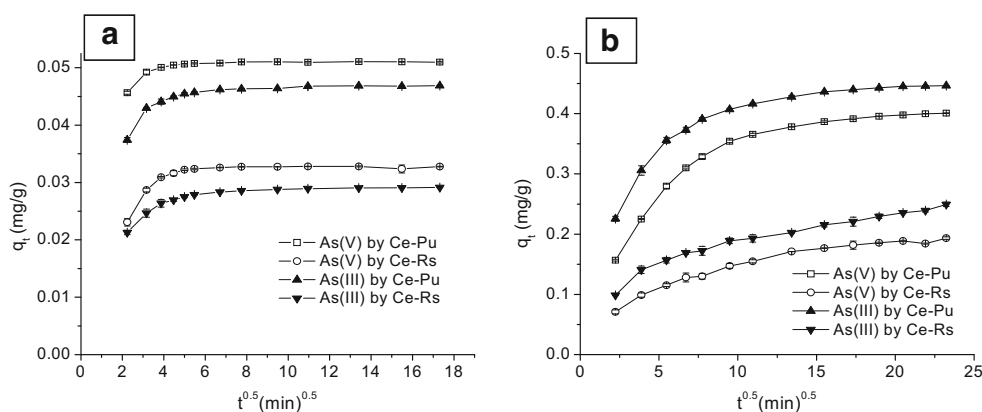 a
q_t (mg/g)
0.05
0.04
0.03
0.02
0.01
0.00
As(V) by Ce-Pu
As(V) by Ce-Rs
As(III) by Ce-Pu
As(III) by Ce-Rs
0 2 4 6 8 10 12 14 16 18
t^0.5(min)^0.5
b
q_t (mg/g)
0.5
0.4
0.3
0.2
0.1
0.0
As(V) by Ce-Pu
As(V) by Ce-Rs
As(III) by Ce-Pu
As(III) by Ce-Rs
0 5 10 15 20 25
t^0.5(min)^0.5